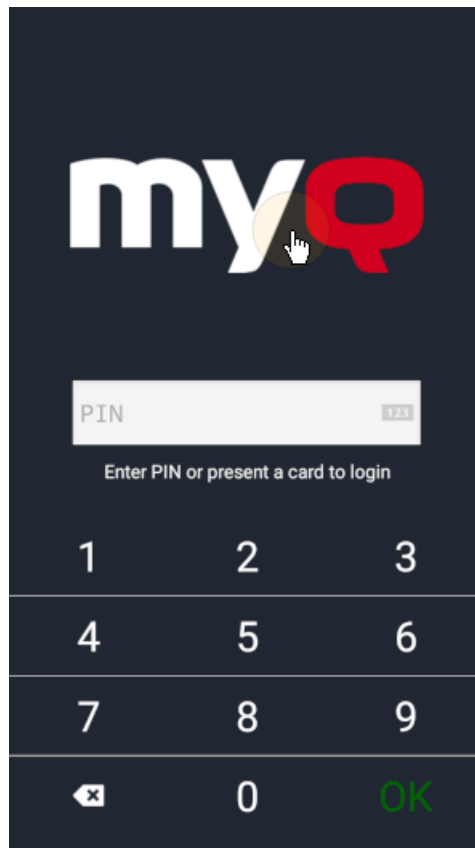 myQ
PIN 123
Enter PIN or present a card to login
1 2 3
4 5 6
7 8 9
0 OK